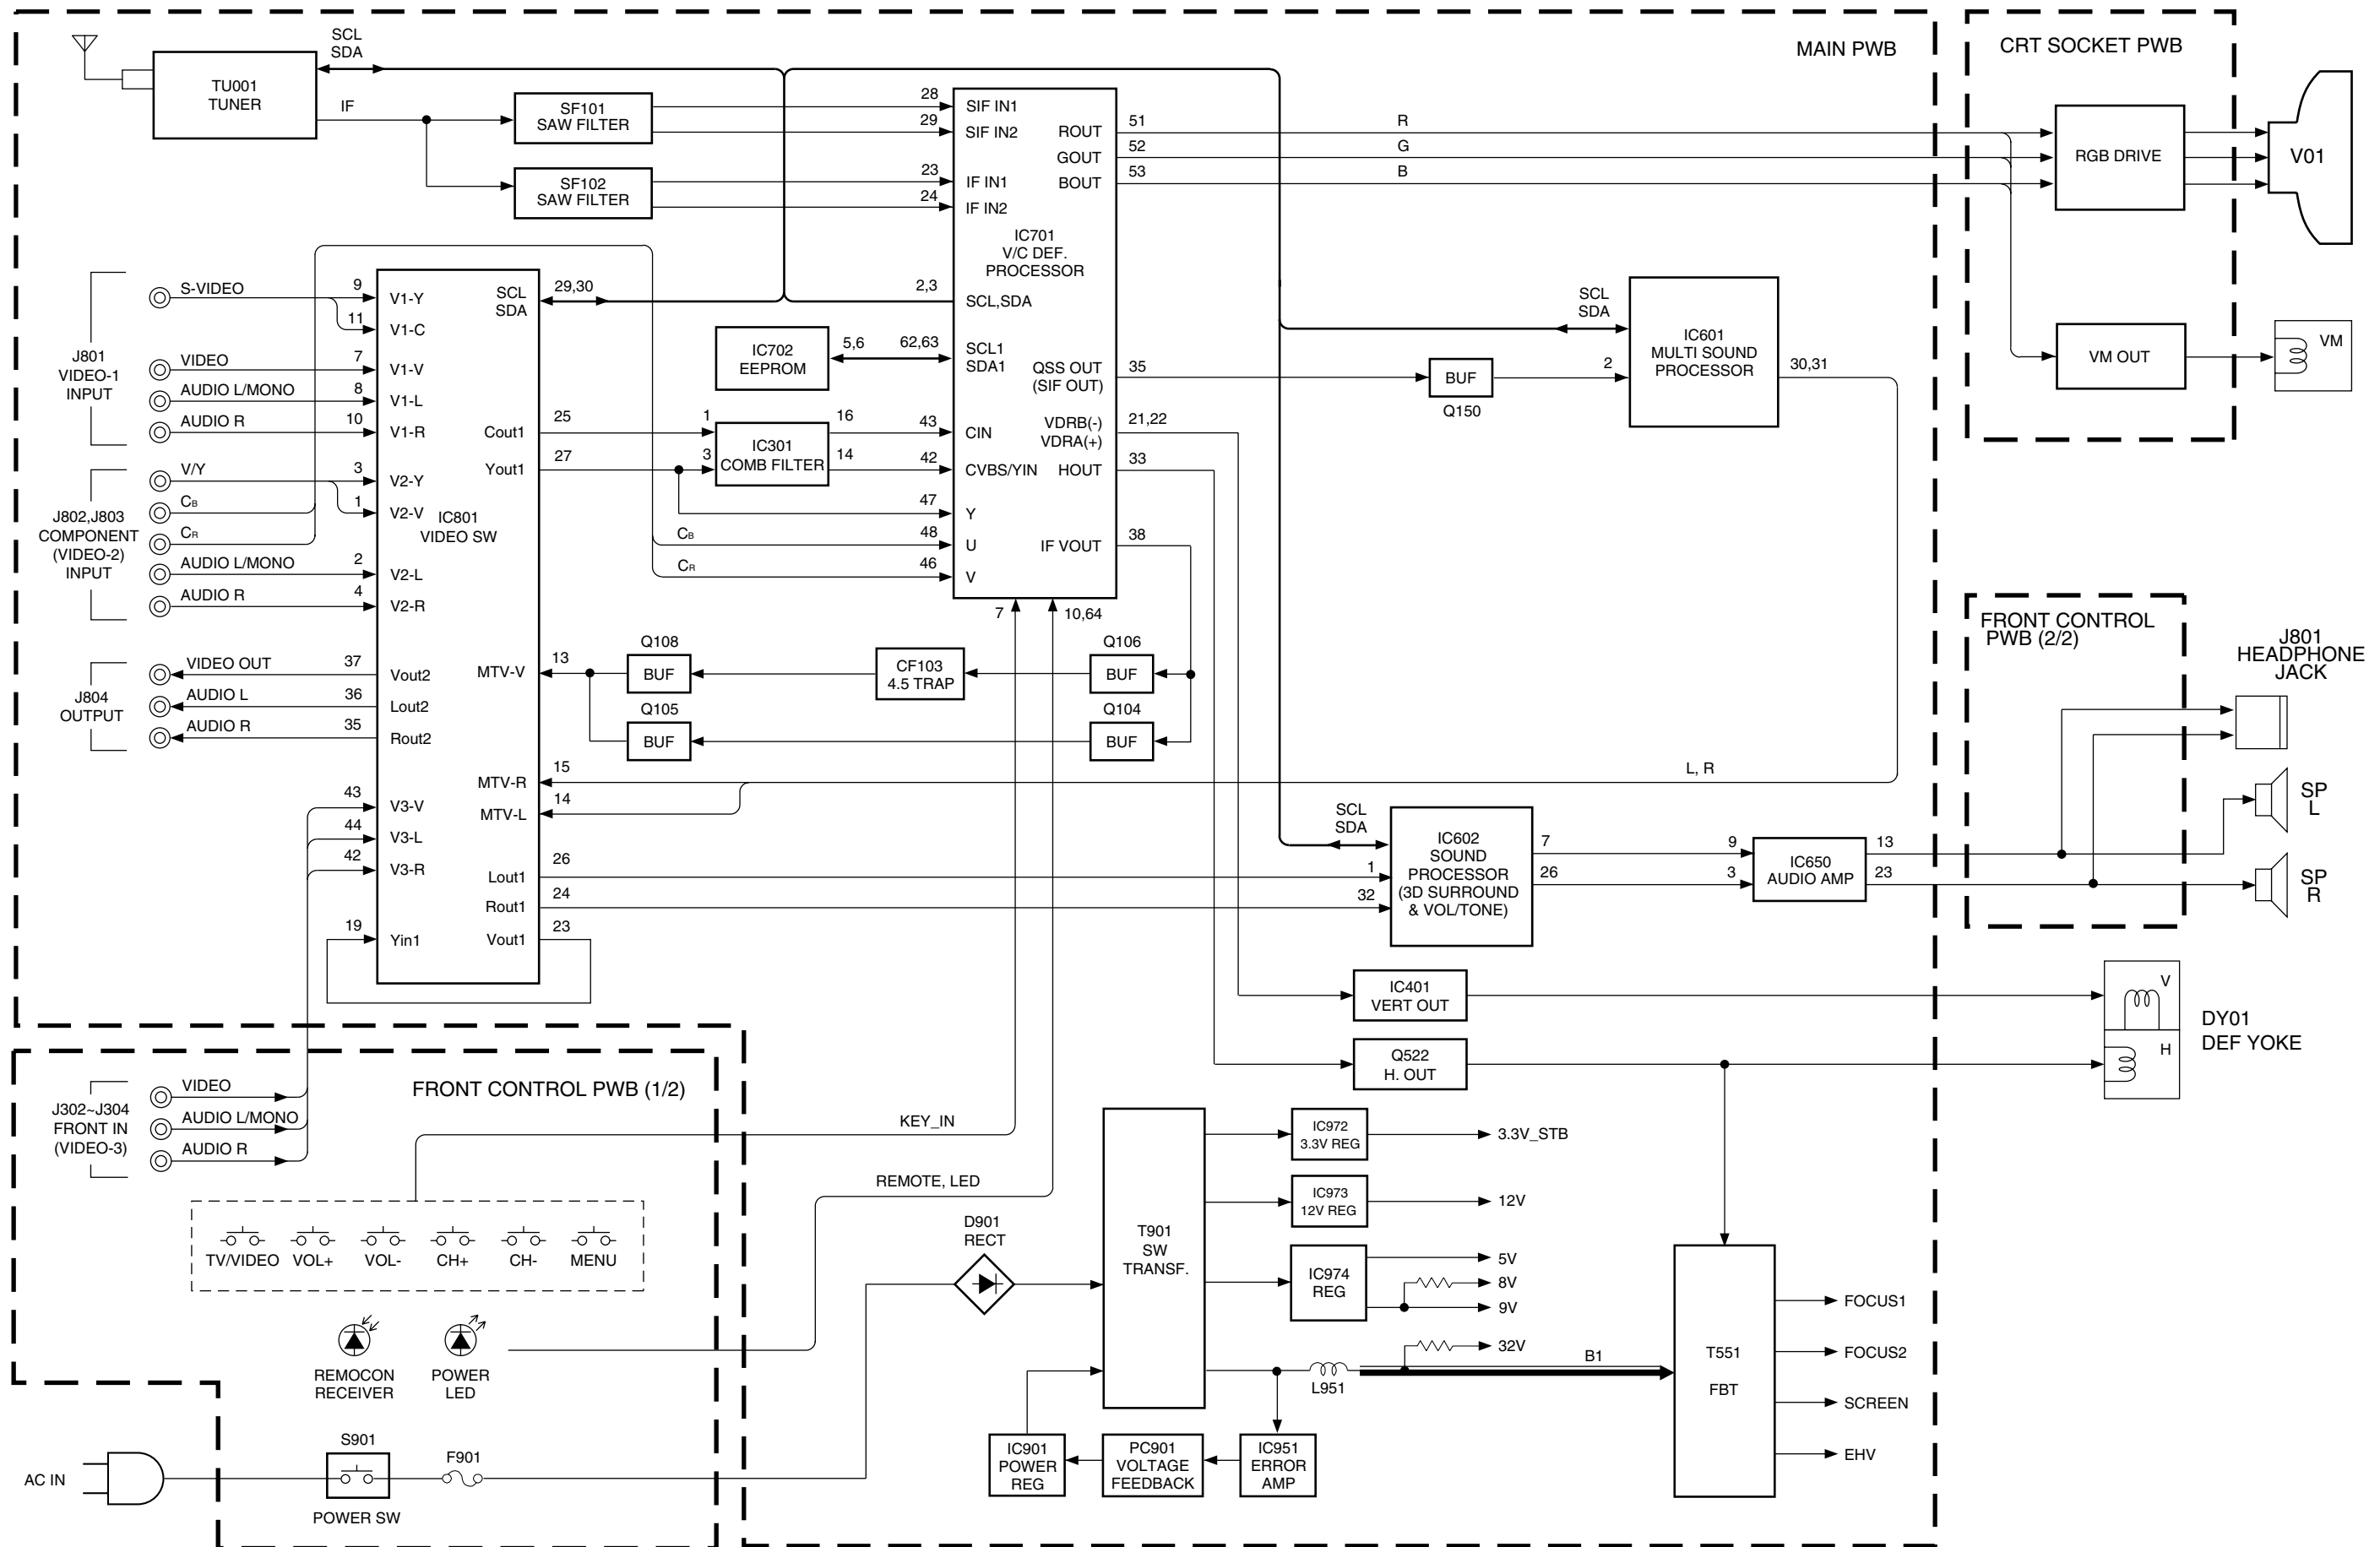 MAIN PWB
CRT SOCKET PWB
SCL
SDA
TU001
TUNER
IF
SF101
SAW FILTER
SF102
SAW FILTER
28
29
23
24
SIF IN1
SIF IN2
IF IN1
IF IN2
ROUT
GOUT
BOUT
51
52
53
R
G
B
RGB DRIVE
V01
VM OUT
VM
IC701
V/C DEF.
PROCESSOR
2,3
SCL,SDA
SCL1
SDA1
62,63
5,6
IC702
EEPROM
QSS OUT
(SIF OUT)
35
BUF
Q150
2
SCL
SDA
IC601
MULTI SOUND
PROCESSOR
30,31
VDRB(-)
VDRA(+)
21,22
HOUT
33
IF VOUT
38
43
CIN
42
CVBS/YIN
47
Y
48
U
46
V
CB
CR
7
10,64
J801
VIDEO-1
INPUT
S-VIDEO
VIDEO
AUDIO L/MONO
AUDIO R
9
11
7
8
10
V1-Y
V1-C
V1-V
V1-L
V1-R
J802,J803
COMPONENT
(VIDEO-2)
INPUT
V/Y
CB
CR
AUDIO L/MONO
AUDIO R
3
1
2
4
V2-Y
V2-V
V2-L
V2-R
IC801
VIDEO SW
SCL
SDA
29,30
Cout1
25
Yout1
27
1
3
IC301
COMB FILTER
16
14
J804
OUTPUT
VIDEO OUT
AUDIO L
AUDIO R
37
36
35
Vout2
Lout2
Rout2
MTV-V
13
Q108
BUF
CF103
4.5 TRAP
Q106
BUF
Q105
BUF
Q104
BUF
MTV-R
15
MTV-L
14
L, R
43
44
42
V3-V
V3-L
V3-R
Lout1
26
Rout1
24
19
Yin1
Vout1
23
SCL
SDA
1
32
IC602
SOUND
PROCESSOR
(3D SURROUND
& VOL/TONE)
7
26
9
3
IC650
AUDIO AMP
13
23
FRONT CONTROL
PWB (2/2)
J801
HEADPHONE
JACK
SP
L
SP
R
IC401
VERT OUT
Q522
H. OUT
V
H
DY01
DEF YOKE
FRONT CONTROL PWB (1/2)
J302~J304
FRONT IN
(VIDEO-3)
VIDEO
AUDIO L/MONO
AUDIO R
KEY_IN
REMOTE, LED
TV/VIDEO
VOL+
VOL-
CH+
CH-
MENU
REMOCON
RECEIVER
POWER
LED
AC IN
S901
POWER SW
F901
D901
RECT
T901
SW
TRANSF.
IC972
3.3V REG
3.3V_STB
IC973
12V REG
12V
IC974
REG
5V
8V
9V
32V
L951
B1
IC901
POWER
REG
PC901
VOLTAGE
FEEDBACK
IC951
ERROR
AMP
T551
FBT
FOCUS1
FOCUS2
SCREEN
EHV